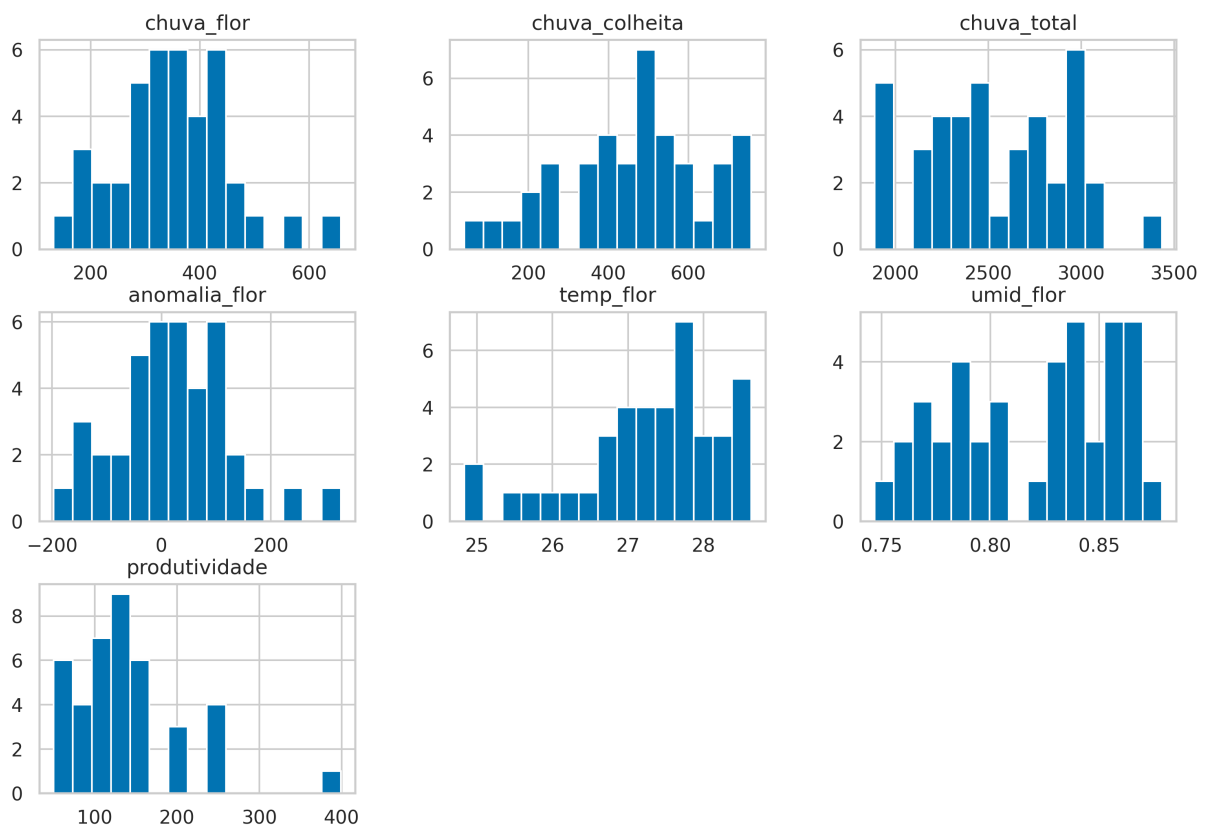 chuva_flor chuva_colheita chuva_total
6 6 6
4 4 4
2 2 2
0 0 0
200 400 600 200 400 600 2000 2500 3000 3500
anomalia_flor temp_flor umid_flor
6 6 4
4 4 2
2 2 0
0 0
−200 0 200 25 26 27 28 0.75 0.80 0.85
produtividade
8
6
4
2
0
100 200 300 400